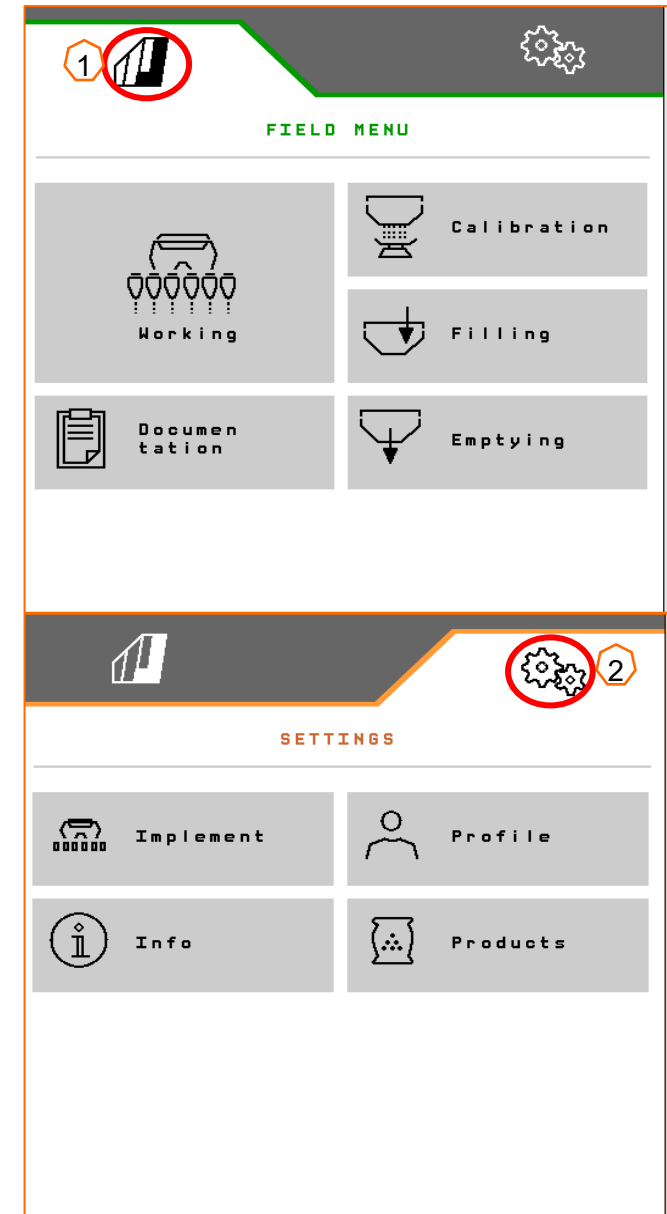 1
FIELD MENU
Working
Calibration
Filling
Documen
tation
Emptying
2
SETTINGS
Implement
Profile
Info
Products